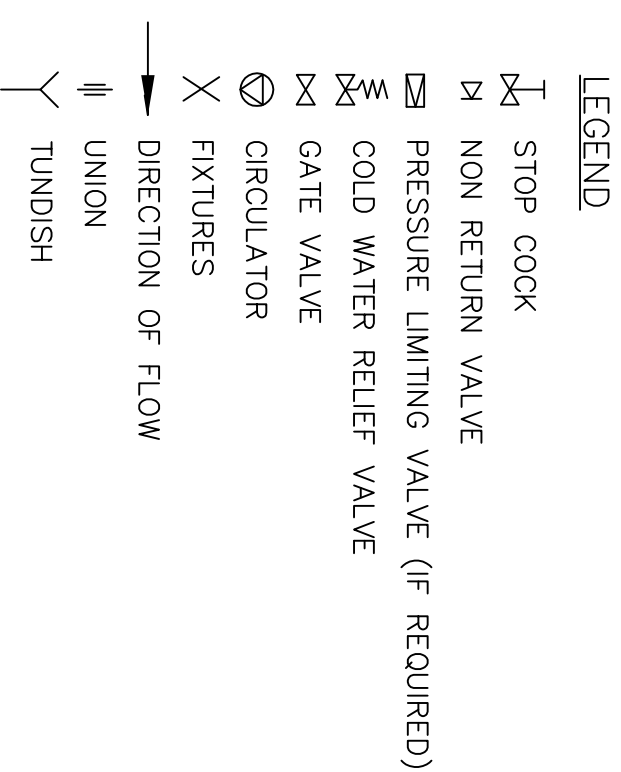 LEGEND
STOP COCK
NON RETURN VALVE
PRESSURE LIMITING VALVE (IF REQUIRED)
COLD WATER RELIEF VALVE
GATE VALVE
CIRCULATOR
FIXTURES
DIRECTION OF FLOW
UNION
TUNDISH